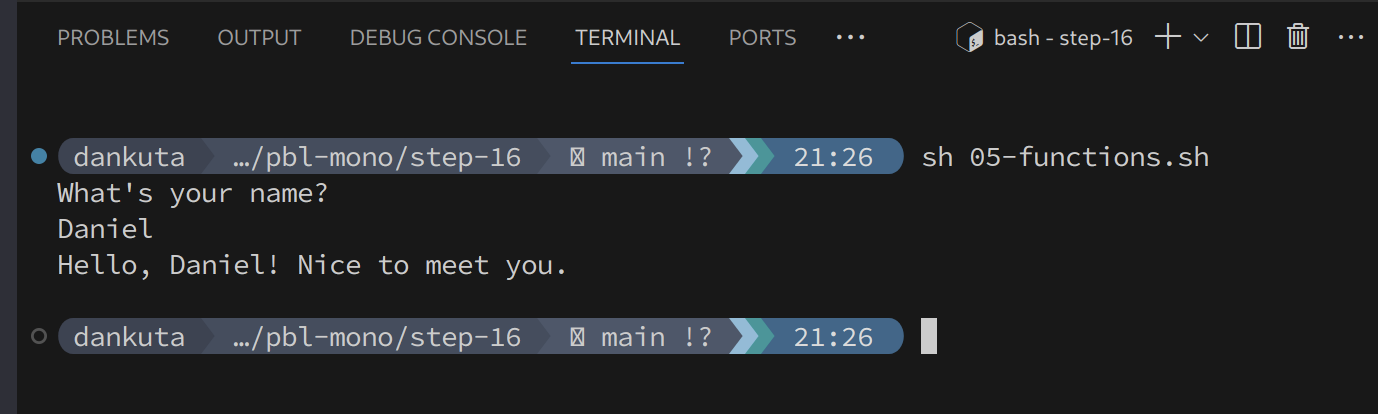 PROBLEMS OUTPUT DEBUG CONSOLE TERMINAL PORTS ··· bash - step-16 ···
dankuta …/pbl-mono/step-16 main !? 21:26 sh 05-functions.sh
What's your name?
Daniel
Hello, Daniel! Nice to meet you.
dankuta …/pbl-mono/step-16 main !? 21:26